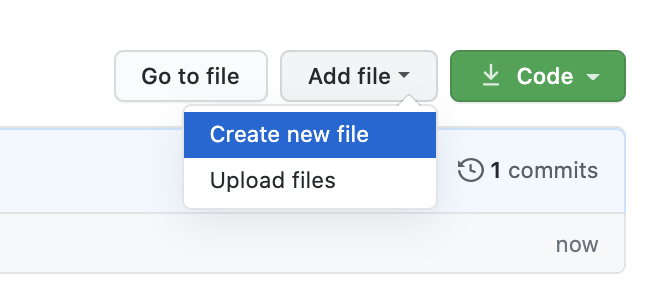 Go to file
Add file
Code
Create new file
Upload files
1 commits
now